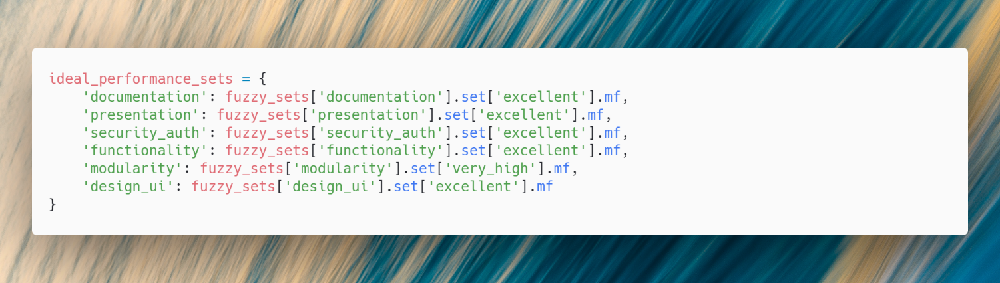 ideal_performance_sets = {
    'documentation': fuzzy_sets['documentation'].set['excellent'].mf,
    'presentation': fuzzy_sets['presentation'].set['excellent'].mf,
    'security_auth': fuzzy_sets['security_auth'].set['excellent'].mf,
    'functionality': fuzzy_sets['functionality'].set['excellent'].mf,
    'modularity': fuzzy_sets['modularity'].set['very_high'].mf,
    'design_ui': fuzzy_sets['design_ui'].set['excellent'].mf
}